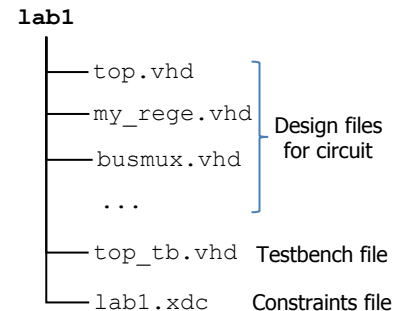 lab1
top.vhd
my_rege.vhd
busmux.vhd
...
Design files
for circuit
top_tb.vhd Testbench file
lab1.xdc Constraints file